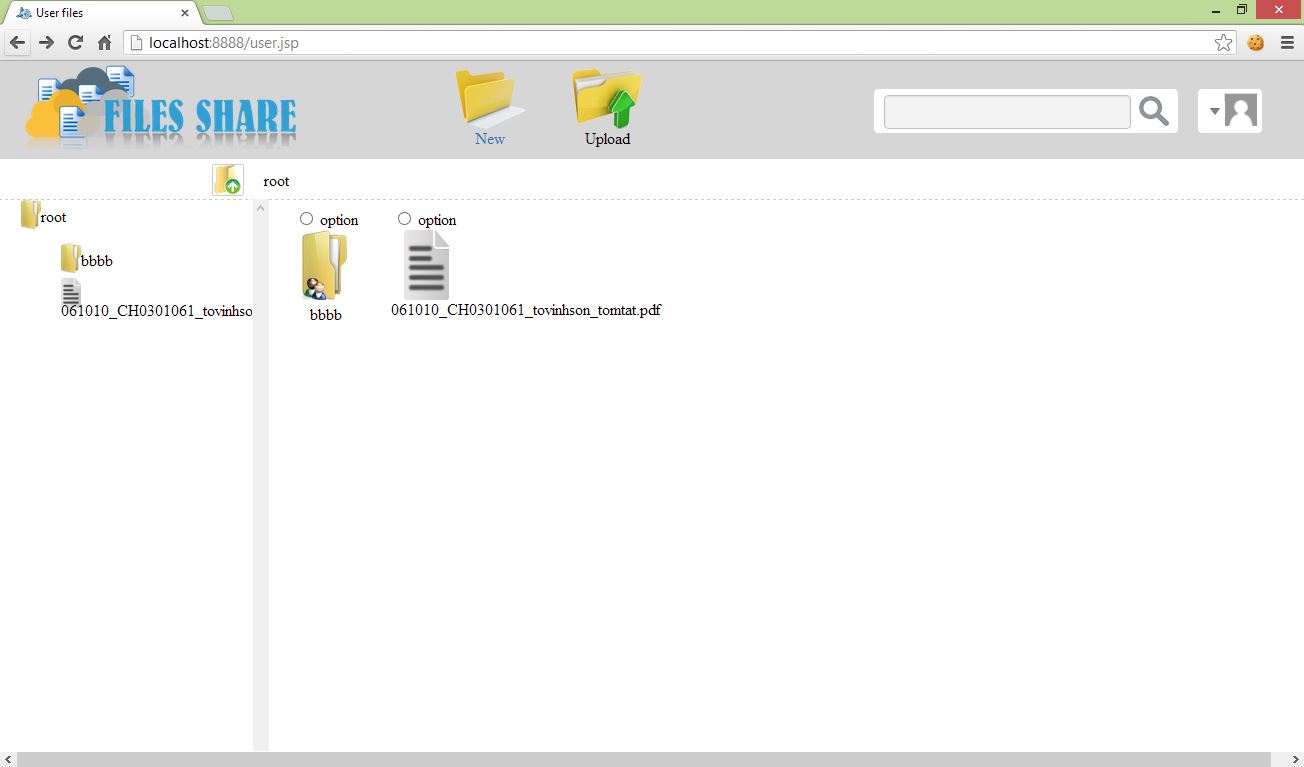 User files
localhost:8888/user.jsp
FILES SHARE
New
Upload
root
root
bbbb
061010_CH0301061_tovinhso
option
option
bbbb
061010_CH0301061_tovinhson_tomtat.pdf